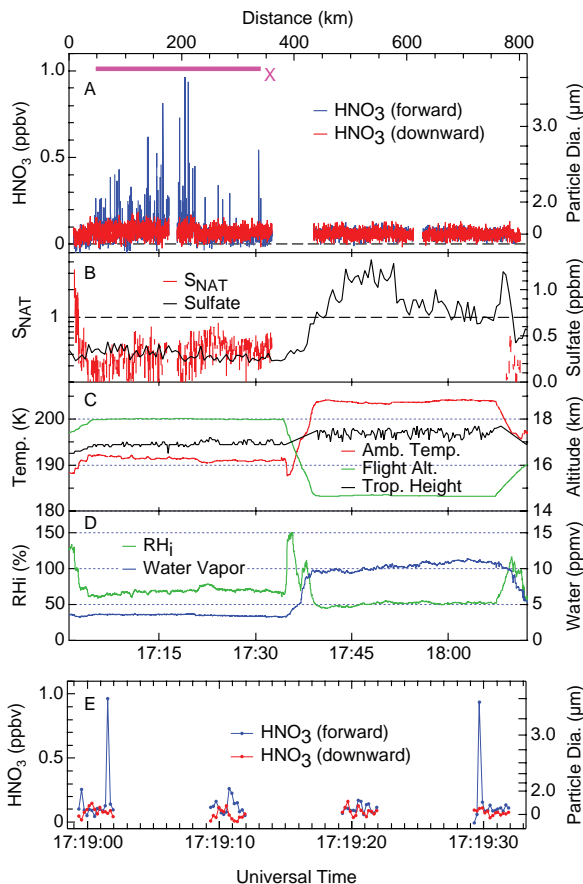 Distance (km)
0 200 400 600 800
X
A
HNO3 (forward)
HNO3 (downward)
HNO3 (ppbv)
1.0
0.5
0
Particle Dia. (μm)
3.0
2.0
0
B
SNAT
Sulfate
SNAT
1
Sulfate (ppbm)
1.0
0.5
0.0
C
Temp. (K)
200
190
180
Amb. Temp.
Flight Alt.
Trop. Height
Altitude (km)
18
16
14
D
RHi
Water Vapor
RHi (%)
150
100
50
0
Water (ppmv)
15
10
5
0
17:15 17:30 17:45 18:00
E
HNO3 (forward)
HNO3 (downward)
HNO3 (ppbv)
1.0
0.5
0
Particle Dia. (μm)
3.0
2.0
0
17:19:00 17:19:10 17:19:20 17:19:30
Universal Time